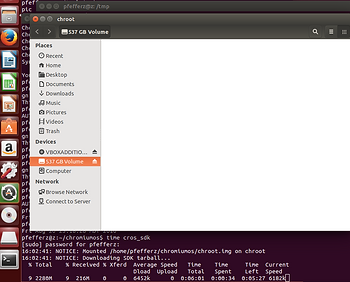 pfefferz@z: ~/tmp
chroot
537 GB Volume
Places
Recent
Home
Desktop
Documents
Downloads
Music
Pictures
Videos
Trash
Devices
VBOXADDITIO...
537 GB Volume
Computer
Network
Browse Network
Connect to Server
pfefferz@z:~/chromiumos$ time cros_sdk
[sudo] password for pfefferz:
16:02:41: NOTICE: Mounted /home/pfefferz/chromiumos/chroot.img on chroot
16:02:41: NOTICE: Downloading SDK tarball...
% Total % Received % Xferd Average Speed Time Time Time Current
Dload Upload Total Spent Left Speed
9 2280M 9 216M 0 0 6452k 0 0:06:01 0:00:34 0:05:27 6182k